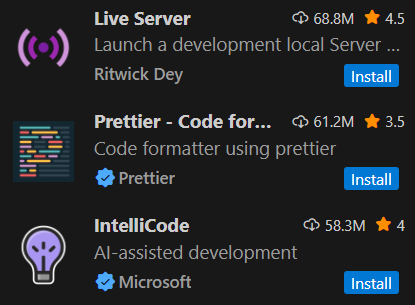 Live Server 68.8M 4.5
Launch a development local Server ...
Ritwick Dey Install
Prettier - Code for... 61.2M 3.5
Code formatter using prettier
Prettier Install
IntelliCode 58.3M 4
AI-assisted development
Microsoft Install